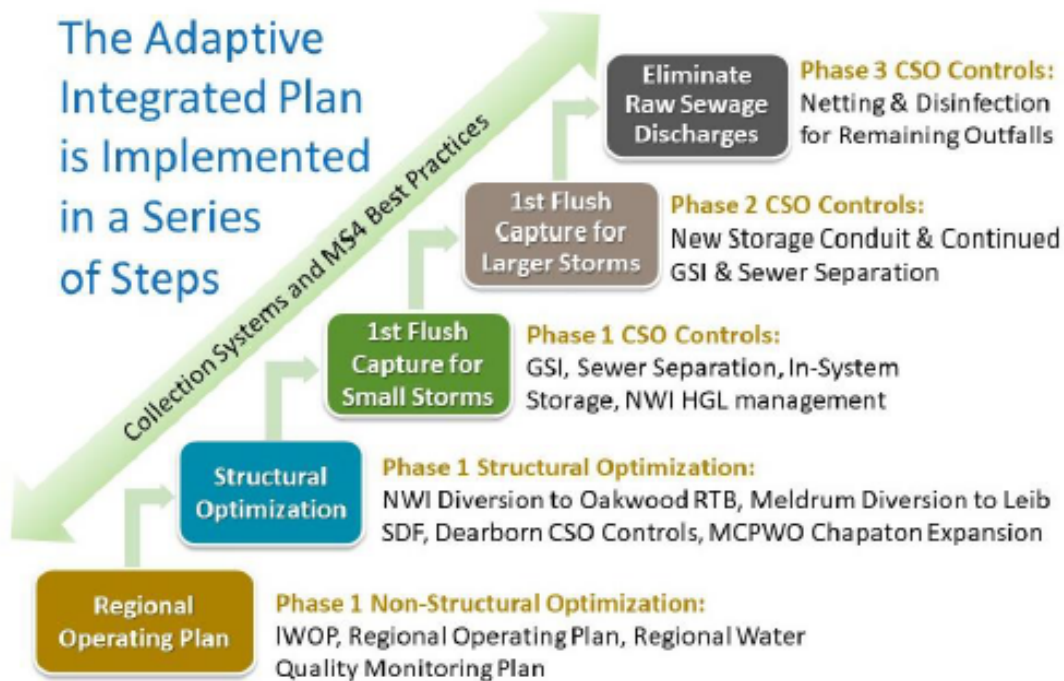 The Adaptive
Integrated Plan
is Implemented
in a Series
of Steps
Collection Systems and MS4 Best Practices
Eliminate
Raw Sewage
Discharges
Phase 3 CSO Controls:
Netting & Disinfection
for Remaining Outfalls
1st Flush
Capture for
Larger Storms
Phase 2 CSO Controls:
New Storage Conduit & Continued
GSI & Sewer Separation
1st Flush
Capture for
Small Storms
Phase 1 CSO Controls:
GSI, Sewer Separation, In-System
Storage, NWI HGL management
Structural
Optimization
Phase 1 Structural Optimization:
NWI Diversion to Oakwood RTB, Meldrum Diversion to Leib
SDF, Dearborn CSO Controls, MCPWO Chapaton Expansion
Regional
Operating Plan
Phase 1 Non-Structural Optimization:
IWOP, Regional Operating Plan, Regional Water
Quality Monitoring Plan